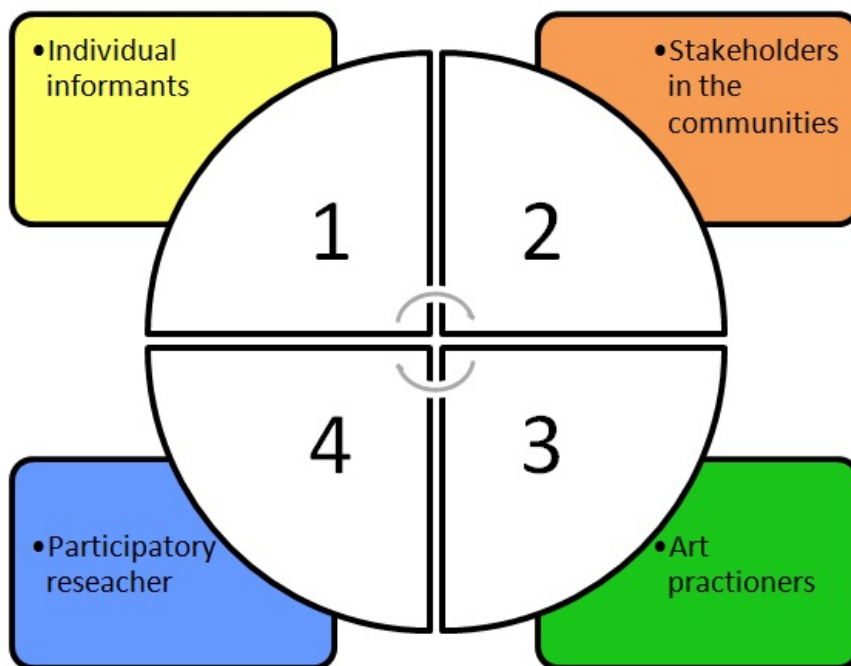 •Individual
informants
•Stakeholders
in the
communities
1
2
4
3
•Participatory
reseacher
•Art
practioners